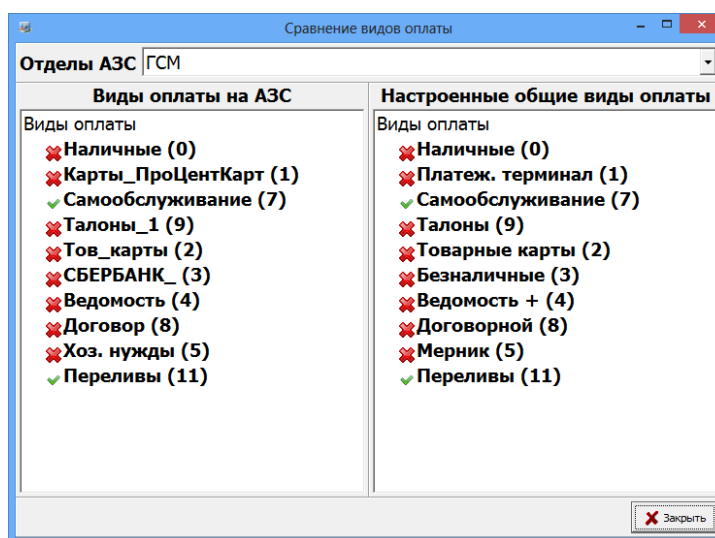 Сравнение видов оплаты
Отделы АЗС ГСМ
Виды оплаты на АЗС
Виды оплаты
Наличные (0)
Карты_ПроЦентКарт (1)
Самообслуживание (7)
Талоны_1 (9)
Тов_карты (2)
СБЕРБАНК_ (3)
Ведомость (4)
Договор (8)
Хоз. нужды (5)
Переливы (11)
Настроенные общие виды оплаты
Виды оплаты
Наличные (0)
Платеж. терминал (1)
Самообслуживание (7)
Талоны (9)
Товарные карты (2)
Безналичные (3)
Ведомость + (4)
Договорной (8)
Мерник (5)
Переливы (11)
Закрыть